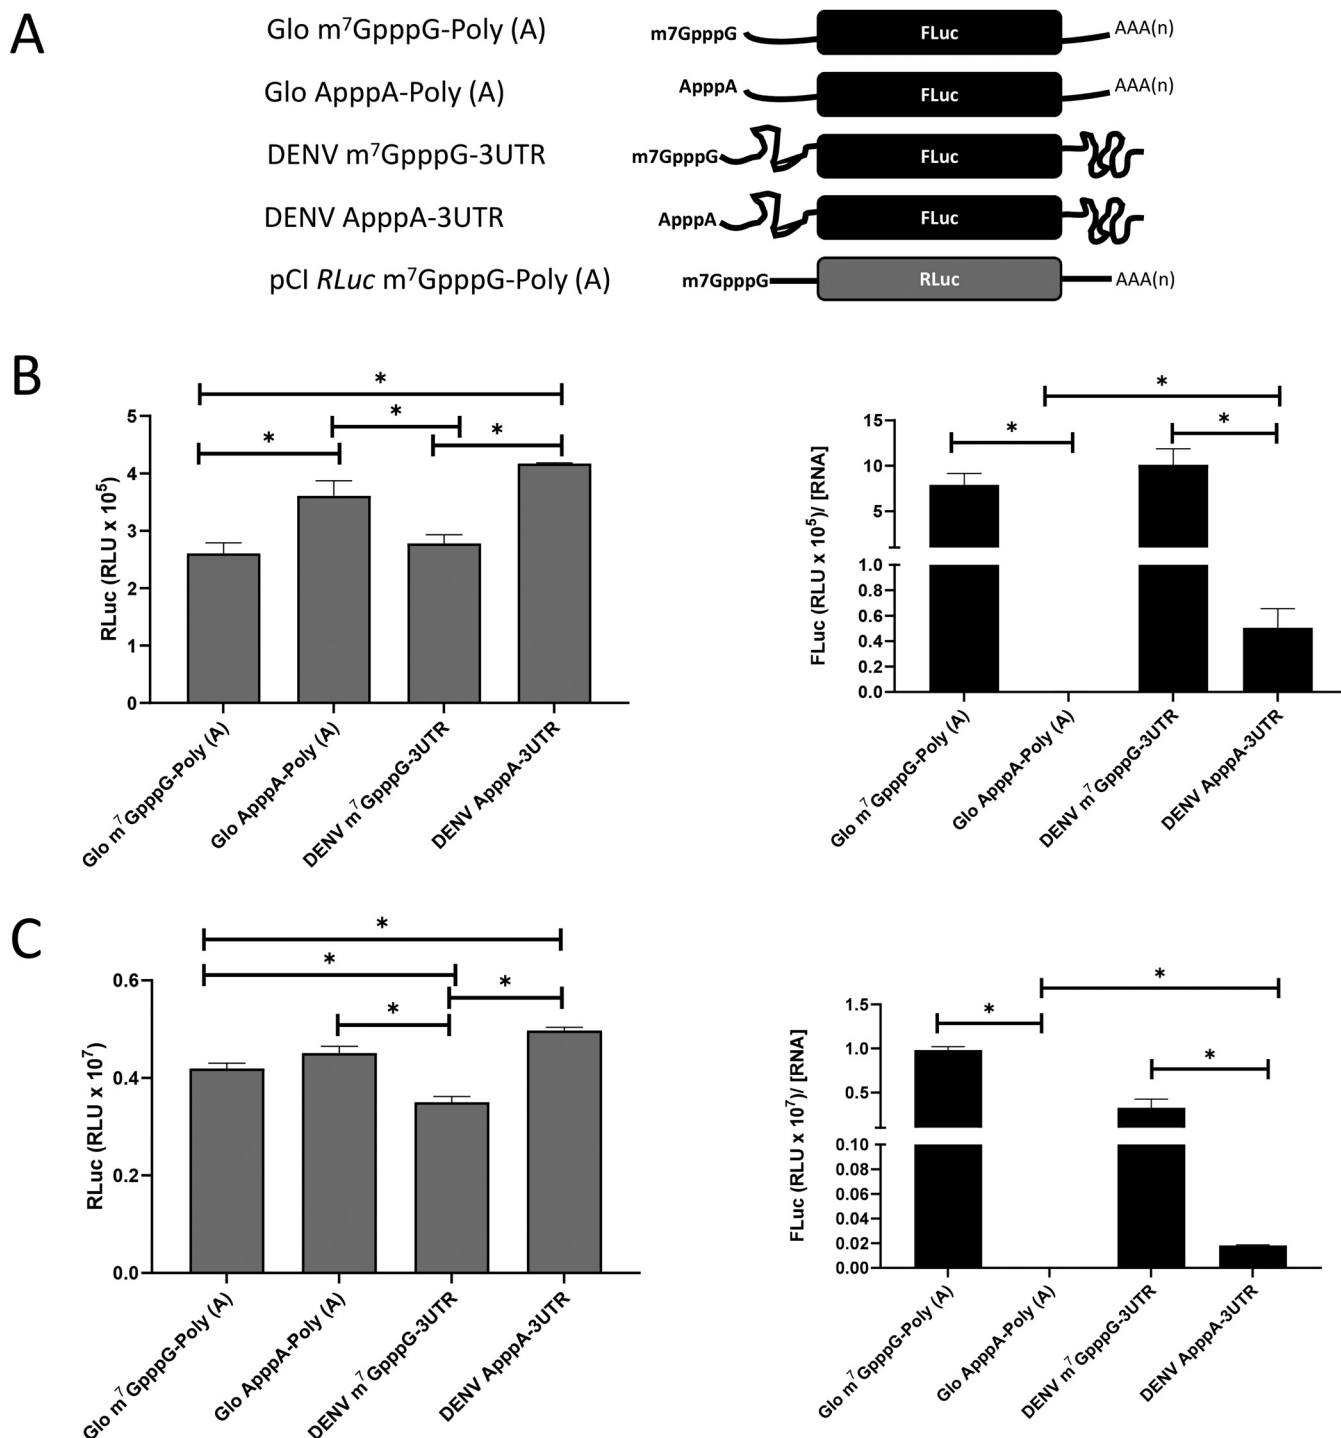 A
Glo m⁷GpppG-Poly (A)
m7GpppG
FLuc
AAA(n)
Glo ApppA-Poly (A)
ApppA
FLuc
AAA(n)
DENV m⁷GpppG-3UTR
m7GpppG
FLuc
DENV ApppA-3UTR
ApppA
FLuc
pCI RLuc m⁷GpppG-Poly (A)
m7GpppG
RLuc
AAA(n)
B
RLuc (RLU x 10⁵)
5
4
3
2
1
0
*
*
*
*
Glo m⁷GpppG-Poly (A)
Glo ApppA-Poly (A)
DENV m⁷GpppG-3UTR
DENV ApppA-3UTR
FLuc (RLU x 10⁵)/ [RNA]
15
10
5
1.0
0.8
0.6
0.4
0.2
0.0
*
*
*
Glo m⁷GpppG-Poly (A)
Glo ApppA-Poly (A)
DENV m⁷GpppG-3UTR
DENV ApppA-3UTR
C
RLuc (RLU x 10⁷)
0.6
0.4
0.2
0.0
*
*
*
*
Glo m⁷GpppG-Poly (A)
Glo ApppA-Poly (A)
DENV m⁷GpppG-3UTR
DENV ApppA-3UTR
FLuc (RLU x 10⁷)/ [RNA]
1.5
1.0
0.5
0.10
0.08
0.06
0.04
0.02
0.00
*
*
*
Glo m⁷GpppG-Poly (A)
Glo ApppA-Poly (A)
DENV m⁷GpppG-3UTR
DENV ApppA-3UTR